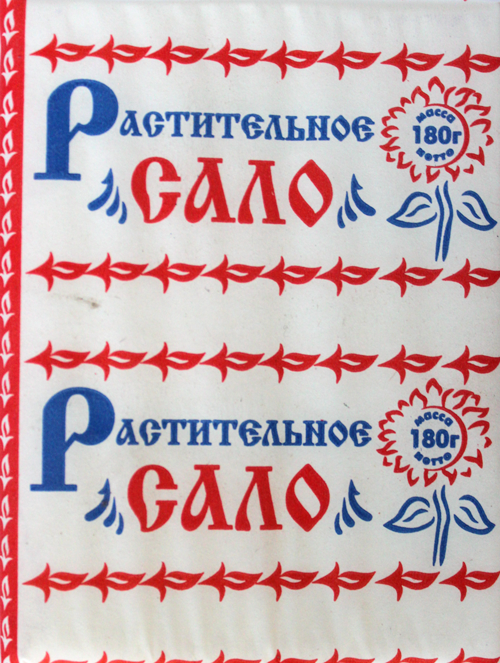 Растительное
сало
масса
180г
нетто
Растительное
сало
масса
180г
нетто